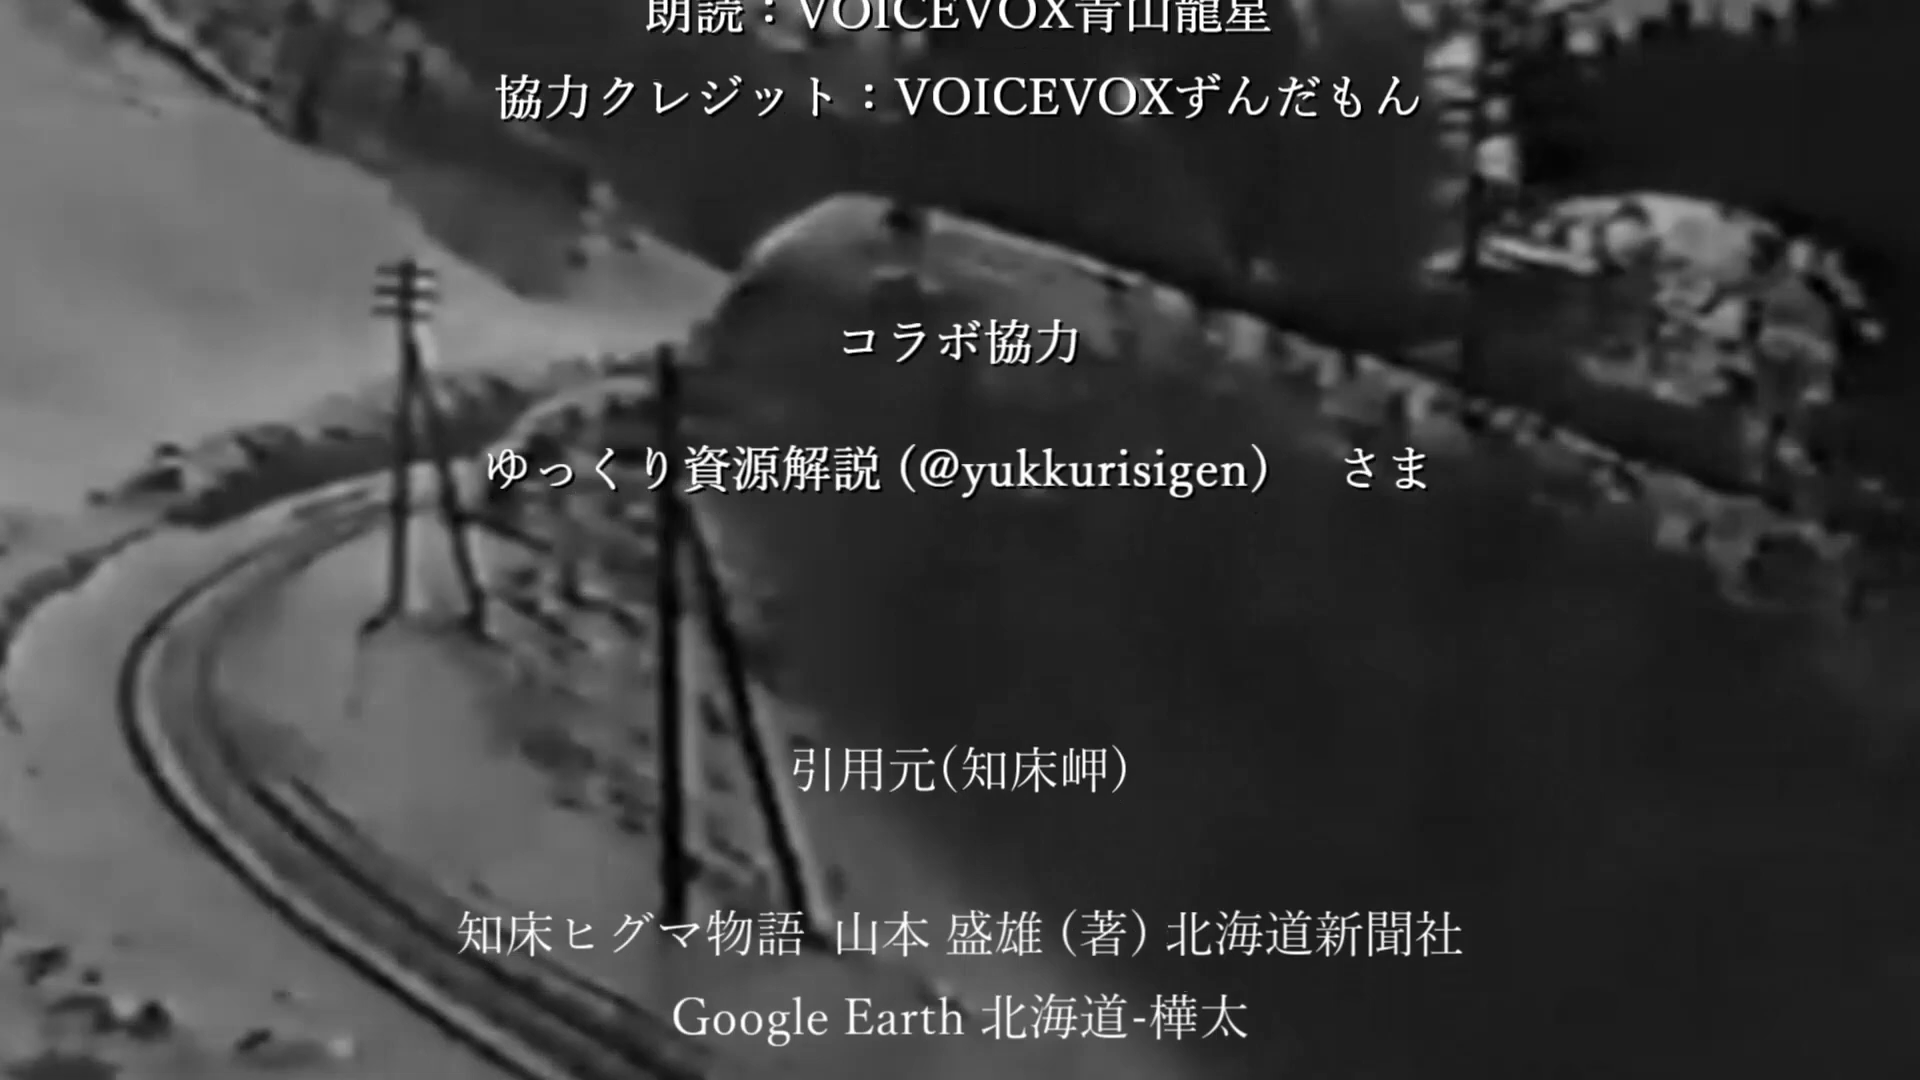 朗読：VOICEVOX青山龍星
協力クレジット：VOICEVOXずんだもん
コラボ協力
ゆっくり資源解説（@yukkurisigen）　さま
引用元(知床岬)
知床ヒグマ物語 山本 盛雄（著）北海道新聞社
Google Earth 北海道-樺太